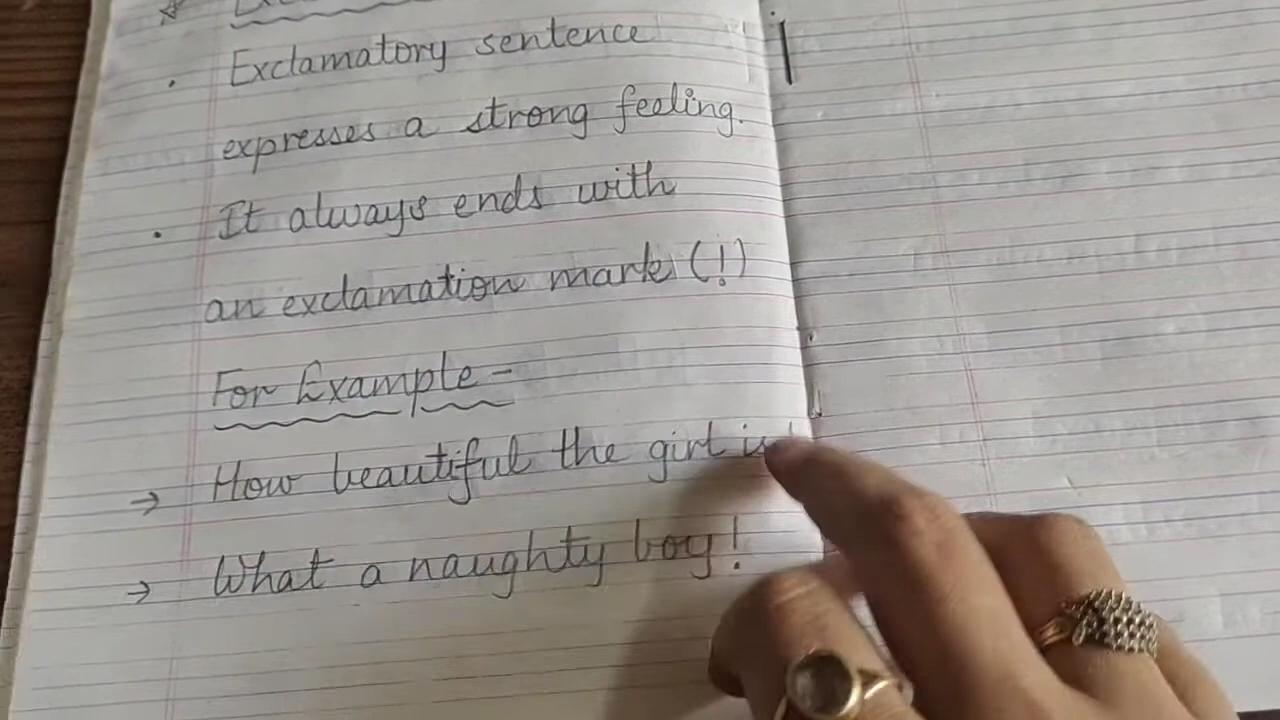 . Exclamatory sentence
expresses a strong feeling.
. It always ends with
an exclamation mark (!)
For Example -
→ How beautiful the girl is
→ What a naughty boy!